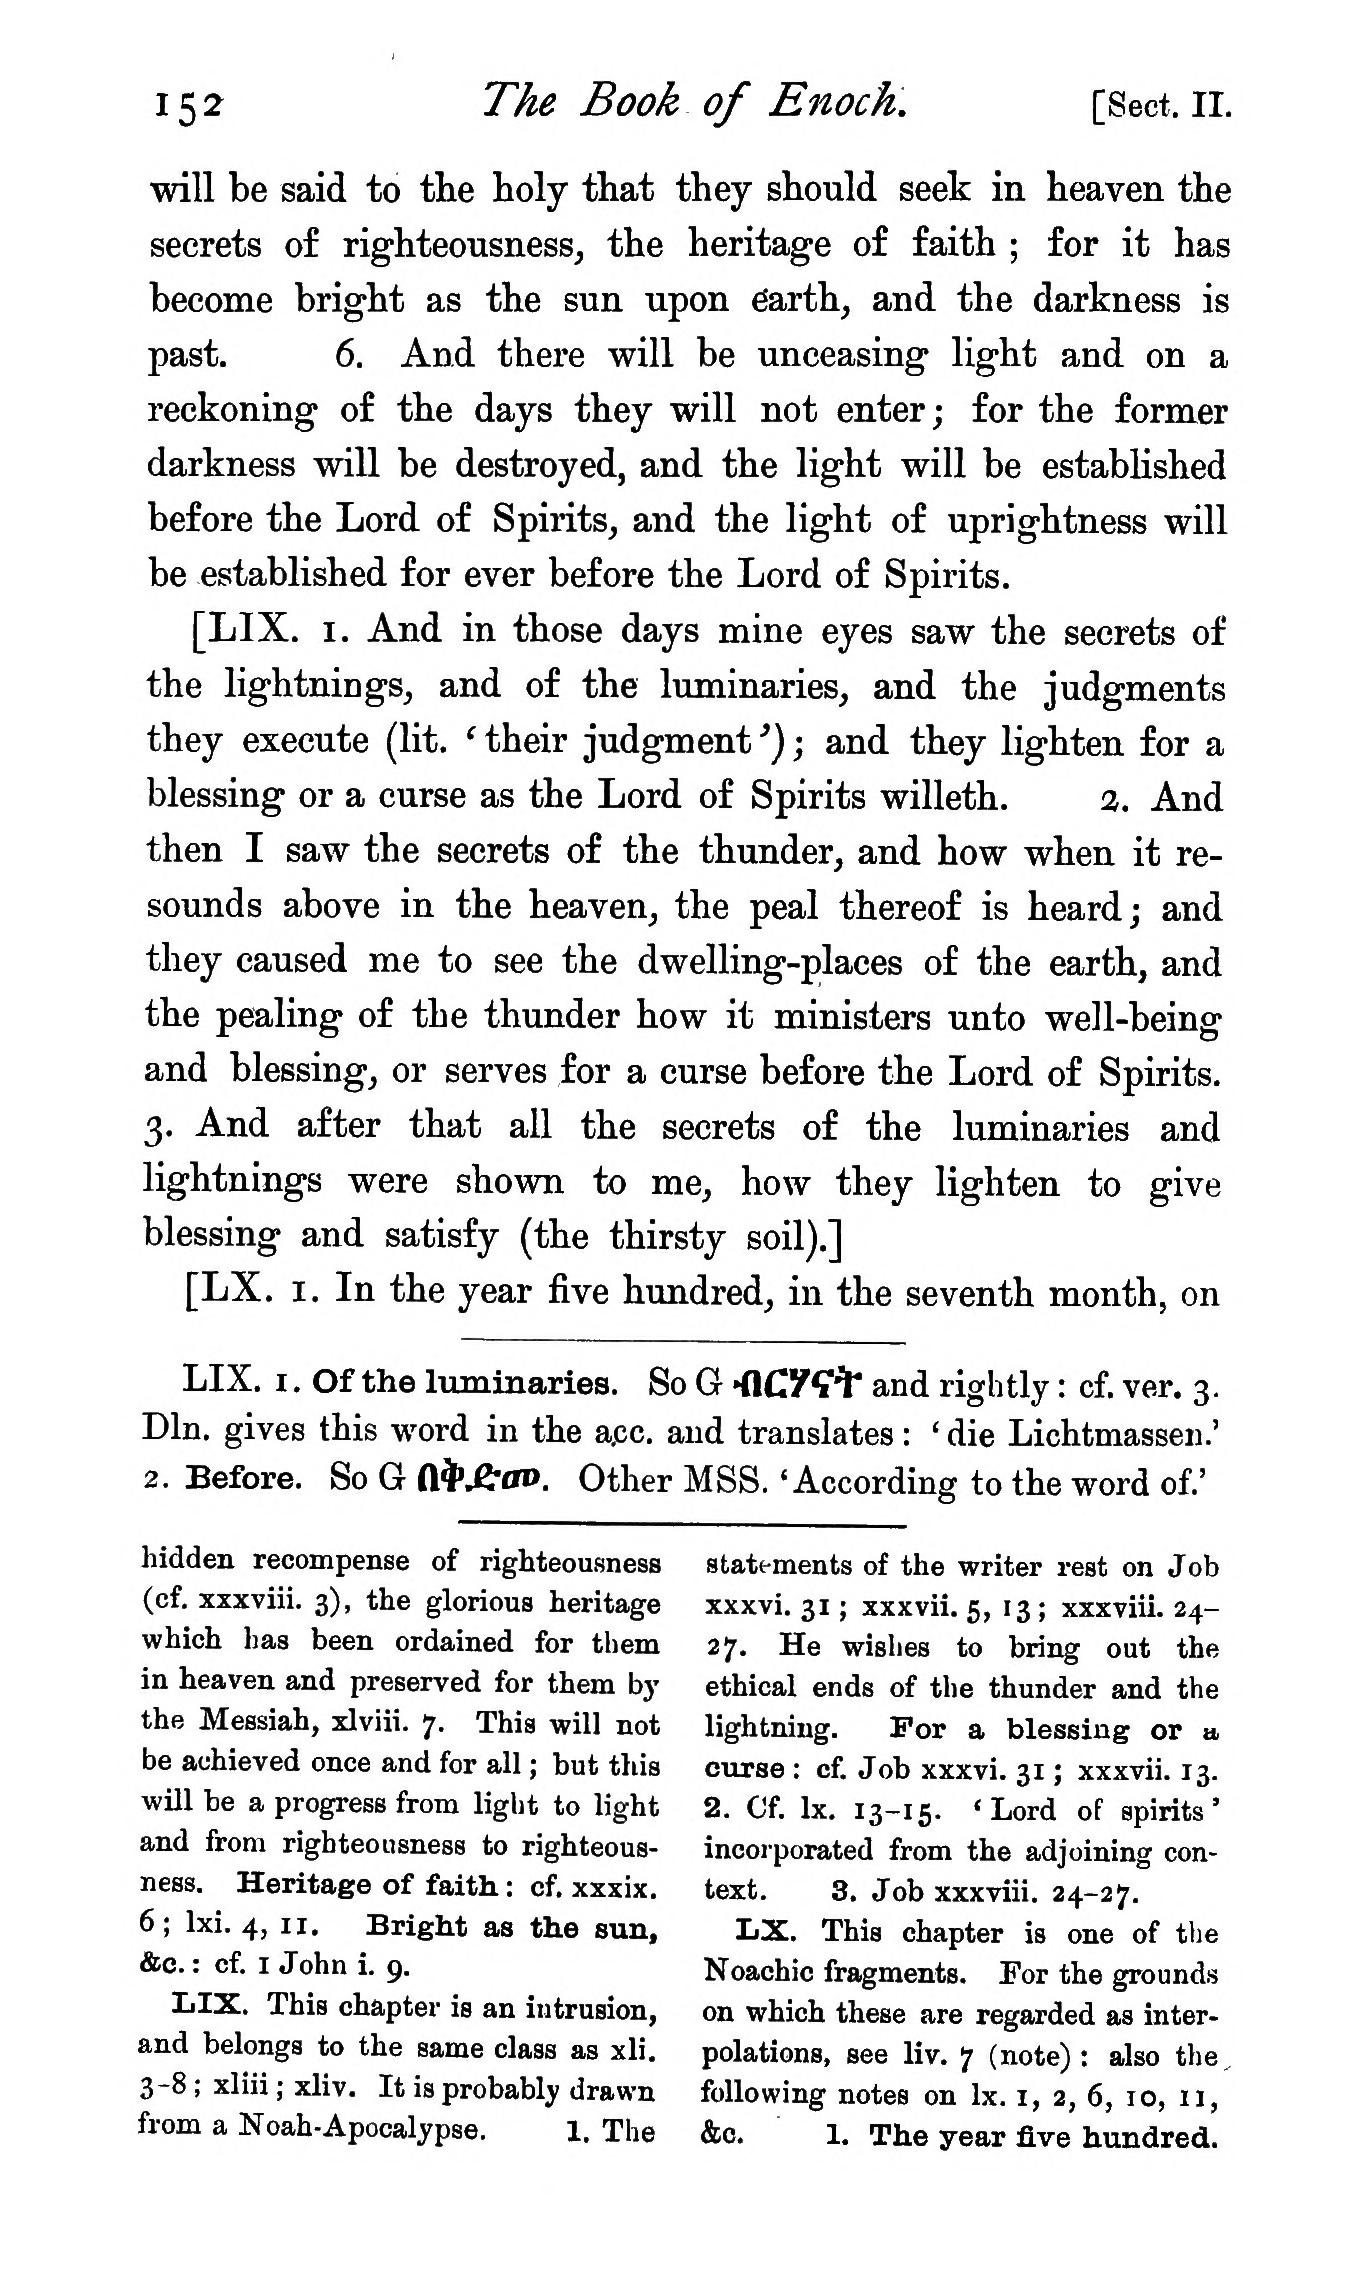 152 The Book of Enoch. [Sect. II.
will be said to the holy that they should seek in heaven the
secrets of righteousness, the heritage of faith ; for it has
become bright as the sun upon earth, and the darkness is
past. 6. And there will be unceasing light and on a
reckoning of the days they will not enter; for the former
darkness will be destroyed, and the light will be established
before the Lord of Spirits, and the light of uprightness will
be established for ever before the Lord of Spirits.
[LIX. 1. And in those days mine eyes saw the secrets of
the lightnings, and of the luminaries, and the judgments
they execute (lit. ‘their judgment’); and they lighten for a
blessing or a curse as the Lord of Spirits willeth. 2. And
then I saw the secrets of the thunder, and how when it re-
sounds above in the heaven, the peal thereof is heard; and
they caused me to see the dwelling-places of the earth, and
the pealing of the thunder how it ministers unto well-being
and blessing, or serves for a curse before the Lord of Spirits.
3. And after that all the secrets of the luminaries and
lightnings were shown to me, how they lighten to give
blessing and satisfy (the thirsty soil).]
[LX. 1. In the year five hundred, in the seventh month, on
LIX. 1. Of the luminaries. So G and rightly : cf. ver. 3.
Dln. gives this word in the acc. and translates : ‘die Lichtmassen.’
2. Before. So G በቅድመ. Other MSS. ‘According to the word of.’
hidden recompense of righteousness
(cf. xxxviii. 3), the glorious heritage
which has been ordained for them
in heaven and preserved for them by
the Messiah, xlviii. 7. This will not
be achieved once and for all ; but this
will be a progress from light to light
and from righteousness to righteous-
ness. Heritage of faith : cf. xxxix.
6 ; lxi. 4, 11. Bright as the sun,
&c. : cf. 1 John i. 9.
LIX. This chapter is an intrusion,
and belongs to the same class as xli.
3–8 ; xliii ; xliv. It is probably drawn
from a Noah-Apocalypse. 1. The
statements of the writer rest on Job
xxxvi. 31 ; xxxvii. 5, 13 ; xxxviii. 24–
27. He wishes to bring out the
ethical ends of the thunder and the
lightning. For a blessing or a
curse : cf. Job xxxvi. 31 ; xxxvii. 13.
2. Cf. lx. 13–15. ‘Lord of spirits’
incorporated from the adjoining con-
text. 3. Job xxxviii. 24–27.
LX. This chapter is one of the
Noachic fragments. For the grounds
on which these are regarded as inter-
polations, see liv. 7 (note) : also the
following notes on lx. 1, 2, 6, 10, 11,
&c. 1. The year five hundred.